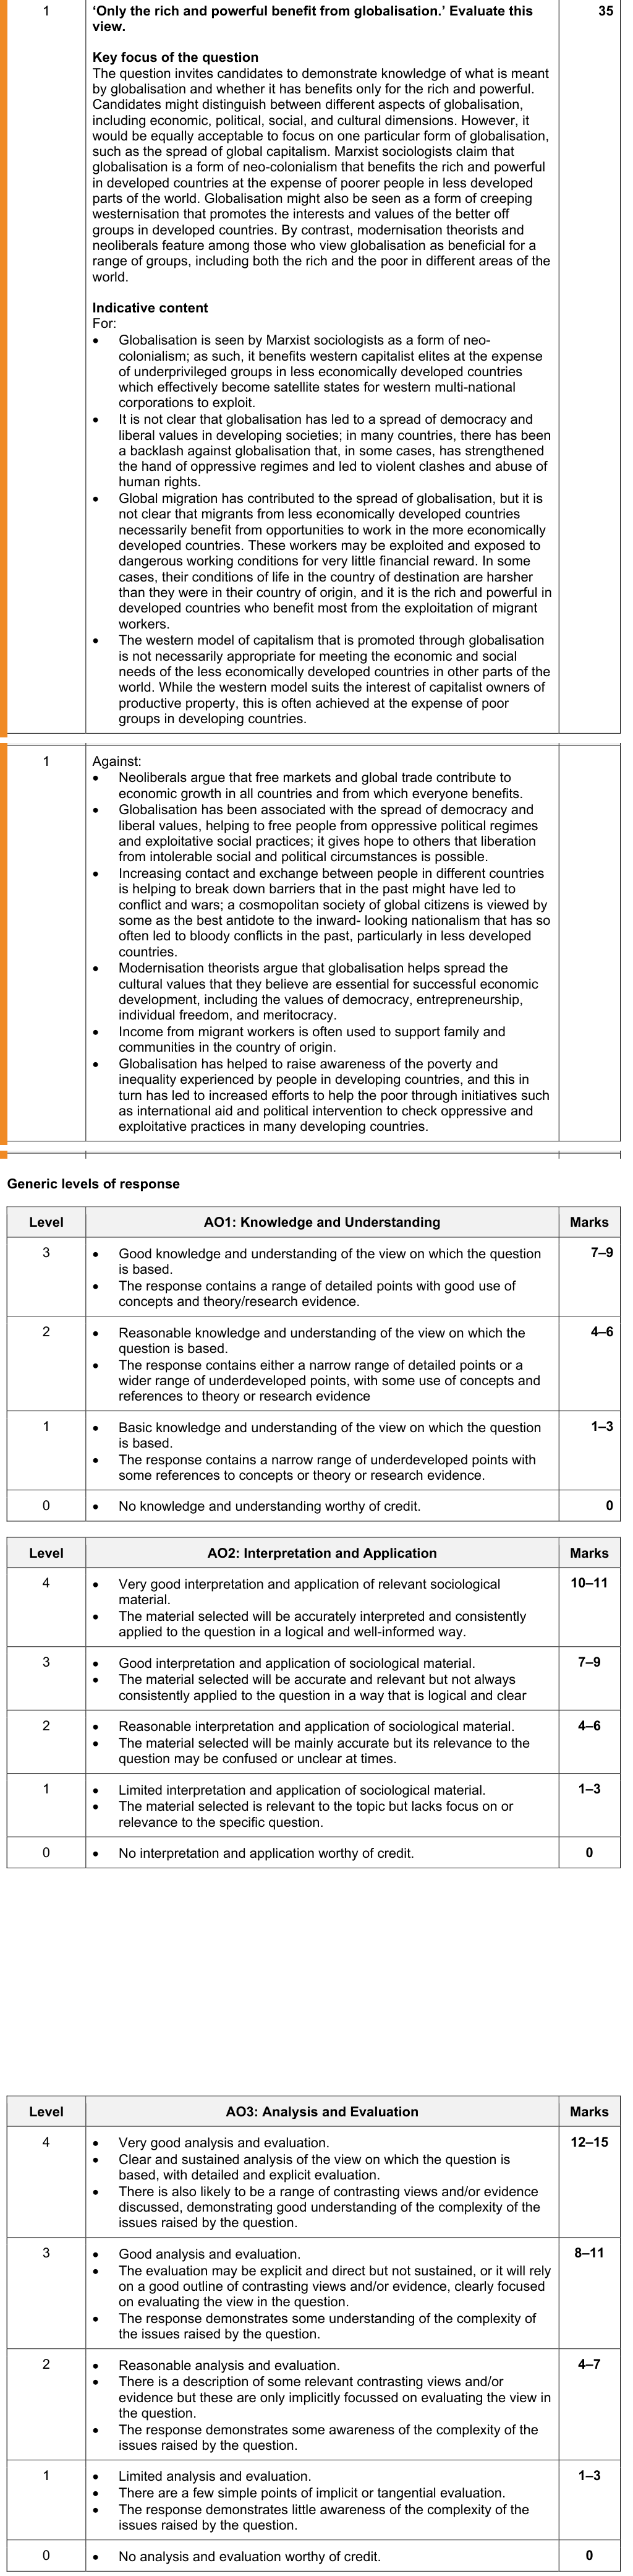 1 ‘Only the rich and powerful benefit from globalisation.’ Evaluate this 35
view.
Key focus of the question
The question invites candidates to demonstrate knowledge of what is meant
by globalisation and whether it has benefits only for the rich and powerful.
Candidates might distinguish between different aspects of globalisation,
including economic, political, social, and cultural dimensions. However, it
would be equally acceptable to focus on one particular form of globalisation,
such as the spread of global capitalism. Marxist sociologists claim that
globalisation is a form of neo-colonialism that benefits the rich and powerful
in developed countries at the expense of poorer people in less developed
parts of the world. Globalisation might also be seen as a form of creeping
westernisation that promotes the interests and values of the better off
groups in developed countries. By contrast, modernisation theorists and
neoliberals feature among those who view globalisation as beneficial for a
range of groups, including both the rich and the poor in different areas of the
world.
Indicative content
For:
• Globalisation is seen by Marxist sociologists as a form of neo-
colonialism; as such, it benefits western capitalist elites at the expense
of underprivileged groups in less economically developed countries
which effectively become satellite states for western multi-national
corporations to exploit.
• It is not clear that globalisation has led to a spread of democracy and
liberal values in developing societies; in many countries, there has been
a backlash against globalisation that, in some cases, has strengthened
the hand of oppressive regimes and led to violent clashes and abuse of
human rights.
• Global migration has contributed to the spread of globalisation, but it is
not clear that migrants from less economically developed countries
necessarily benefit from opportunities to work in the more economically
developed countries. These workers may be exploited and exposed to
dangerous working conditions for very little financial reward. In some
cases, their conditions of life in the country of destination are harsher
than they were in their country of origin, and it is the rich and powerful in
developed countries who benefit most from the exploitation of migrant
workers.
• The western model of capitalism that is promoted through globalisation
is not necessarily appropriate for meeting the economic and social
needs of the less economically developed countries in other parts of the
world. While the western model suits the interest of capitalist owners of
productive property, this is often achieved at the expense of poor
groups in developing countries.
1 Against:
• Neoliberals argue that free markets and global trade contribute to
economic growth in all countries and from which everyone benefits.
• Globalisation has been associated with the spread of democracy and
liberal values, helping to free people from oppressive political regimes
and exploitative social practices; it gives hope to others that liberation
from intolerable social and political circumstances is possible.
• Increasing contact and exchange between people in different countries
is helping to break down barriers that in the past might have led to
conflict and wars; a cosmopolitan society of global citizens is viewed by
some as the best antidote to the inward- looking nationalism that has so
often led to bloody conflicts in the past, particularly in less developed
countries.
• Modernisation theorists argue that globalisation helps spread the
cultural values that they believe are essential for successful economic
development, including the values of democracy, entrepreneurship,
individual freedom, and meritocracy.
• Income from migrant workers is often used to support family and
communities in the country of origin.
• Globalisation has helped to raise awareness of the poverty and
inequality experienced by people in developing countries, and this in
turn has led to increased efforts to help the poor through initiatives such
as international aid and political intervention to check oppressive and
exploitative practices in many developing countries.
Generic levels of response
Level AO1: Knowledge and Understanding Marks
3 • Good knowledge and understanding of the view on which the question 7–9
is based.
• The response contains a range of detailed points with good use of
concepts and theory/research evidence.
2 • Reasonable knowledge and understanding of the view on which the 4–6
question is based.
• The response contains either a narrow range of detailed points or a
wider range of underdeveloped points, with some use of concepts and
references to theory or research evidence
1 • Basic knowledge and understanding of the view on which the question 1–3
is based.
• The response contains a narrow range of underdeveloped points with
some references to concepts or theory or research evidence.
0 • No knowledge and understanding worthy of credit. 0
Level AO2: Interpretation and Application Marks
4 • Very good interpretation and application of relevant sociological 10–11
material.
• The material selected will be accurately interpreted and consistently
applied to the question in a logical and well-informed way.
3 • Good interpretation and application of sociological material. 7–9
• The material selected will be accurate and relevant but not always
consistently applied to the question in a way that is logical and clear
2 • Reasonable interpretation and application of sociological material. 4–6
• The material selected will be mainly accurate but its relevance to the
question may be confused or unclear at times.
1 • Limited interpretation and application of sociological material. 1–3
• The material selected is relevant to the topic but lacks focus on or
relevance to the specific question.
0 • No interpretation and application worthy of credit. 0
Level AO3: Analysis and Evaluation Marks
4 • Very good analysis and evaluation. 12–15
• Clear and sustained analysis of the view on which the question is
based, with detailed and explicit evaluation.
• There is also likely to be a range of contrasting views and/or evidence
discussed, demonstrating good understanding of the complexity of the
issues raised by the question.
3 • Good analysis and evaluation. 8–11
• The evaluation may be explicit and direct but not sustained, or it will rely
on a good outline of contrasting views and/or evidence, clearly focused
on evaluating the view in the question.
• The response demonstrates some understanding of the complexity of
the issues raised by the question.
2 • Reasonable analysis and evaluation. 4–7
• There is a description of some relevant contrasting views and/or
evidence but these are only implicitly focussed on evaluating the view in
the question.
• The response demonstrates some awareness of the complexity of the
issues raised by the question.
1 • Limited analysis and evaluation. 1–3
• There are a few simple points of implicit or tangential evaluation.
• The response demonstrates little awareness of the complexity of the
issues raised by the question.
0 • No analysis and evaluation worthy of credit. 0